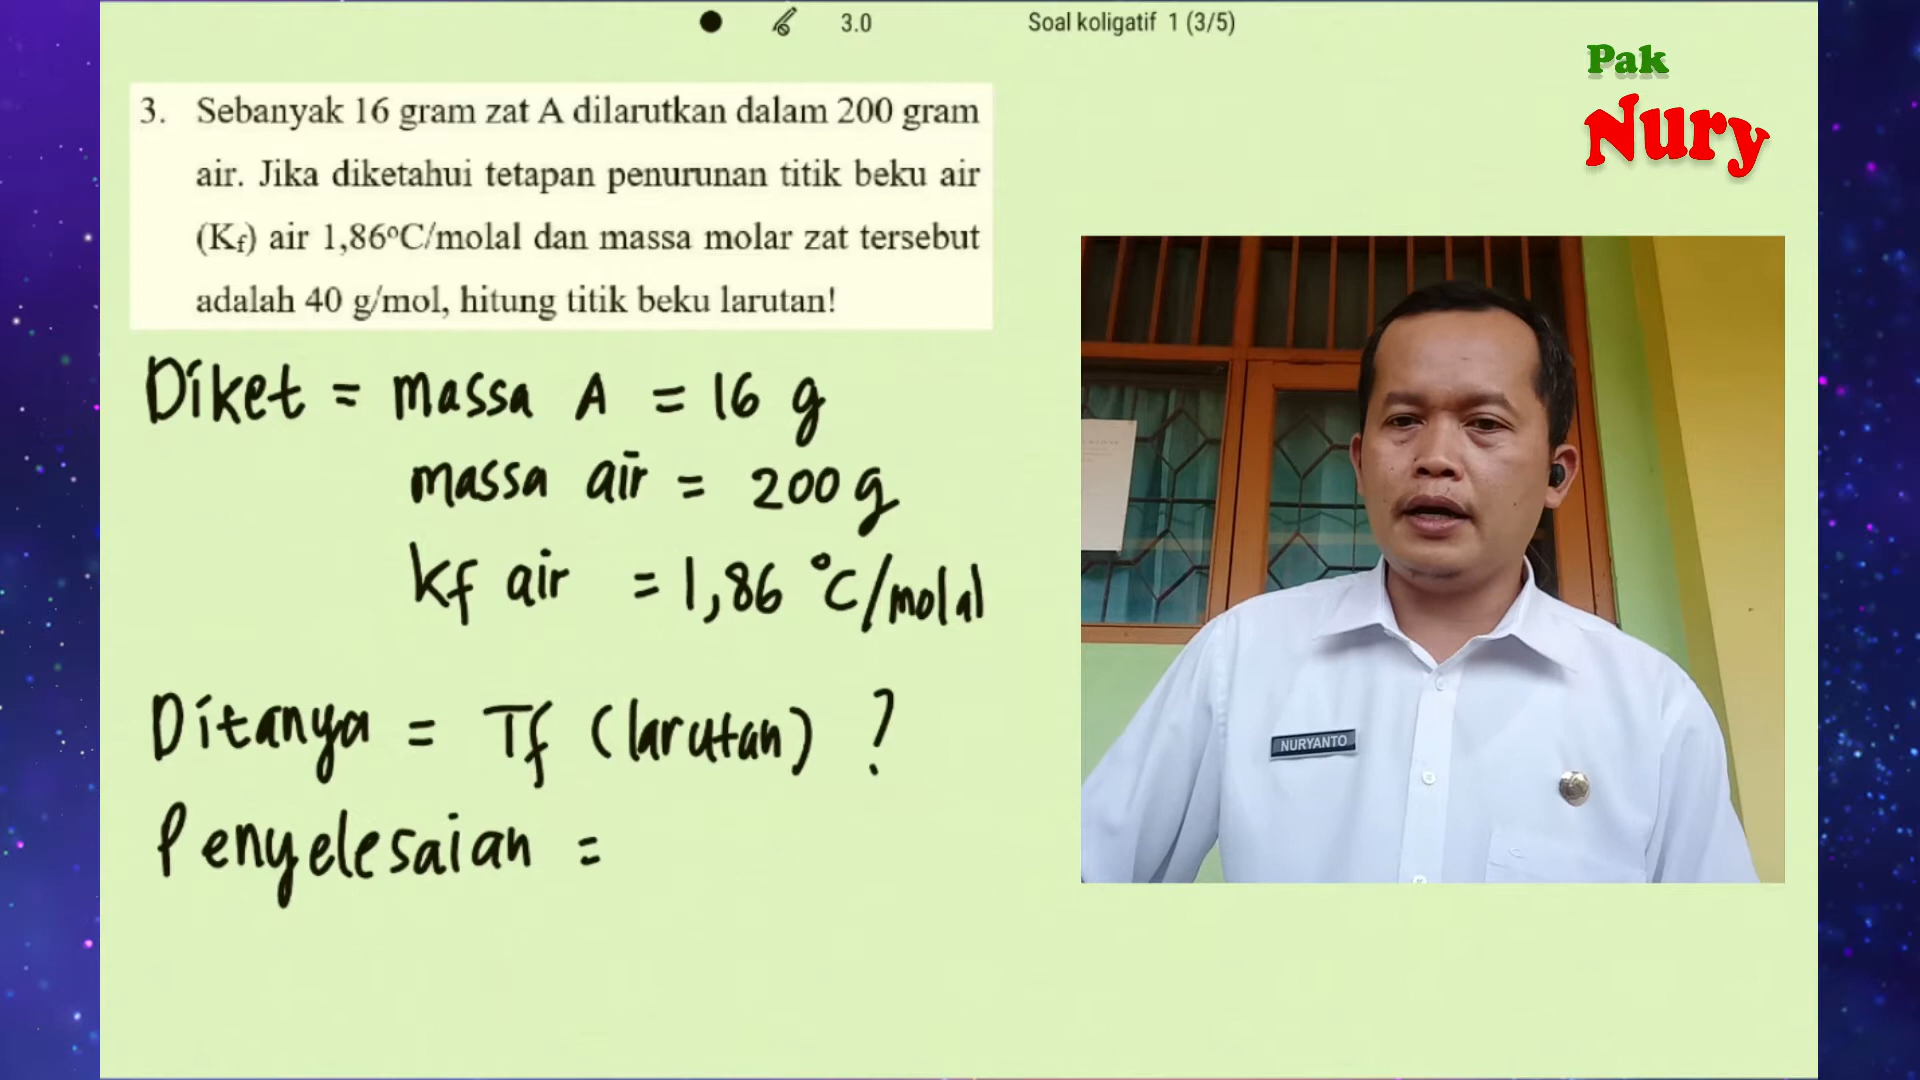 3.0
Soal koligatif 1 (3/5)
Pak
Nury
3. Sebanyak 16 gram zat A dilarutkan dalam 200 gram
air. Jika diketahui tetapan penurunan titik beku air
(Kf) air 1,86ºC/molal dan massa molar zat tersebut
adalah 40 g/mol, hitung titik beku larutan!
Diket = massa A = 16 g
massa air = 200 g
kf air = 1,86 °C/molal
Ditanya = Tf (larutan) ?
Penyelesaian =
NURYANTO